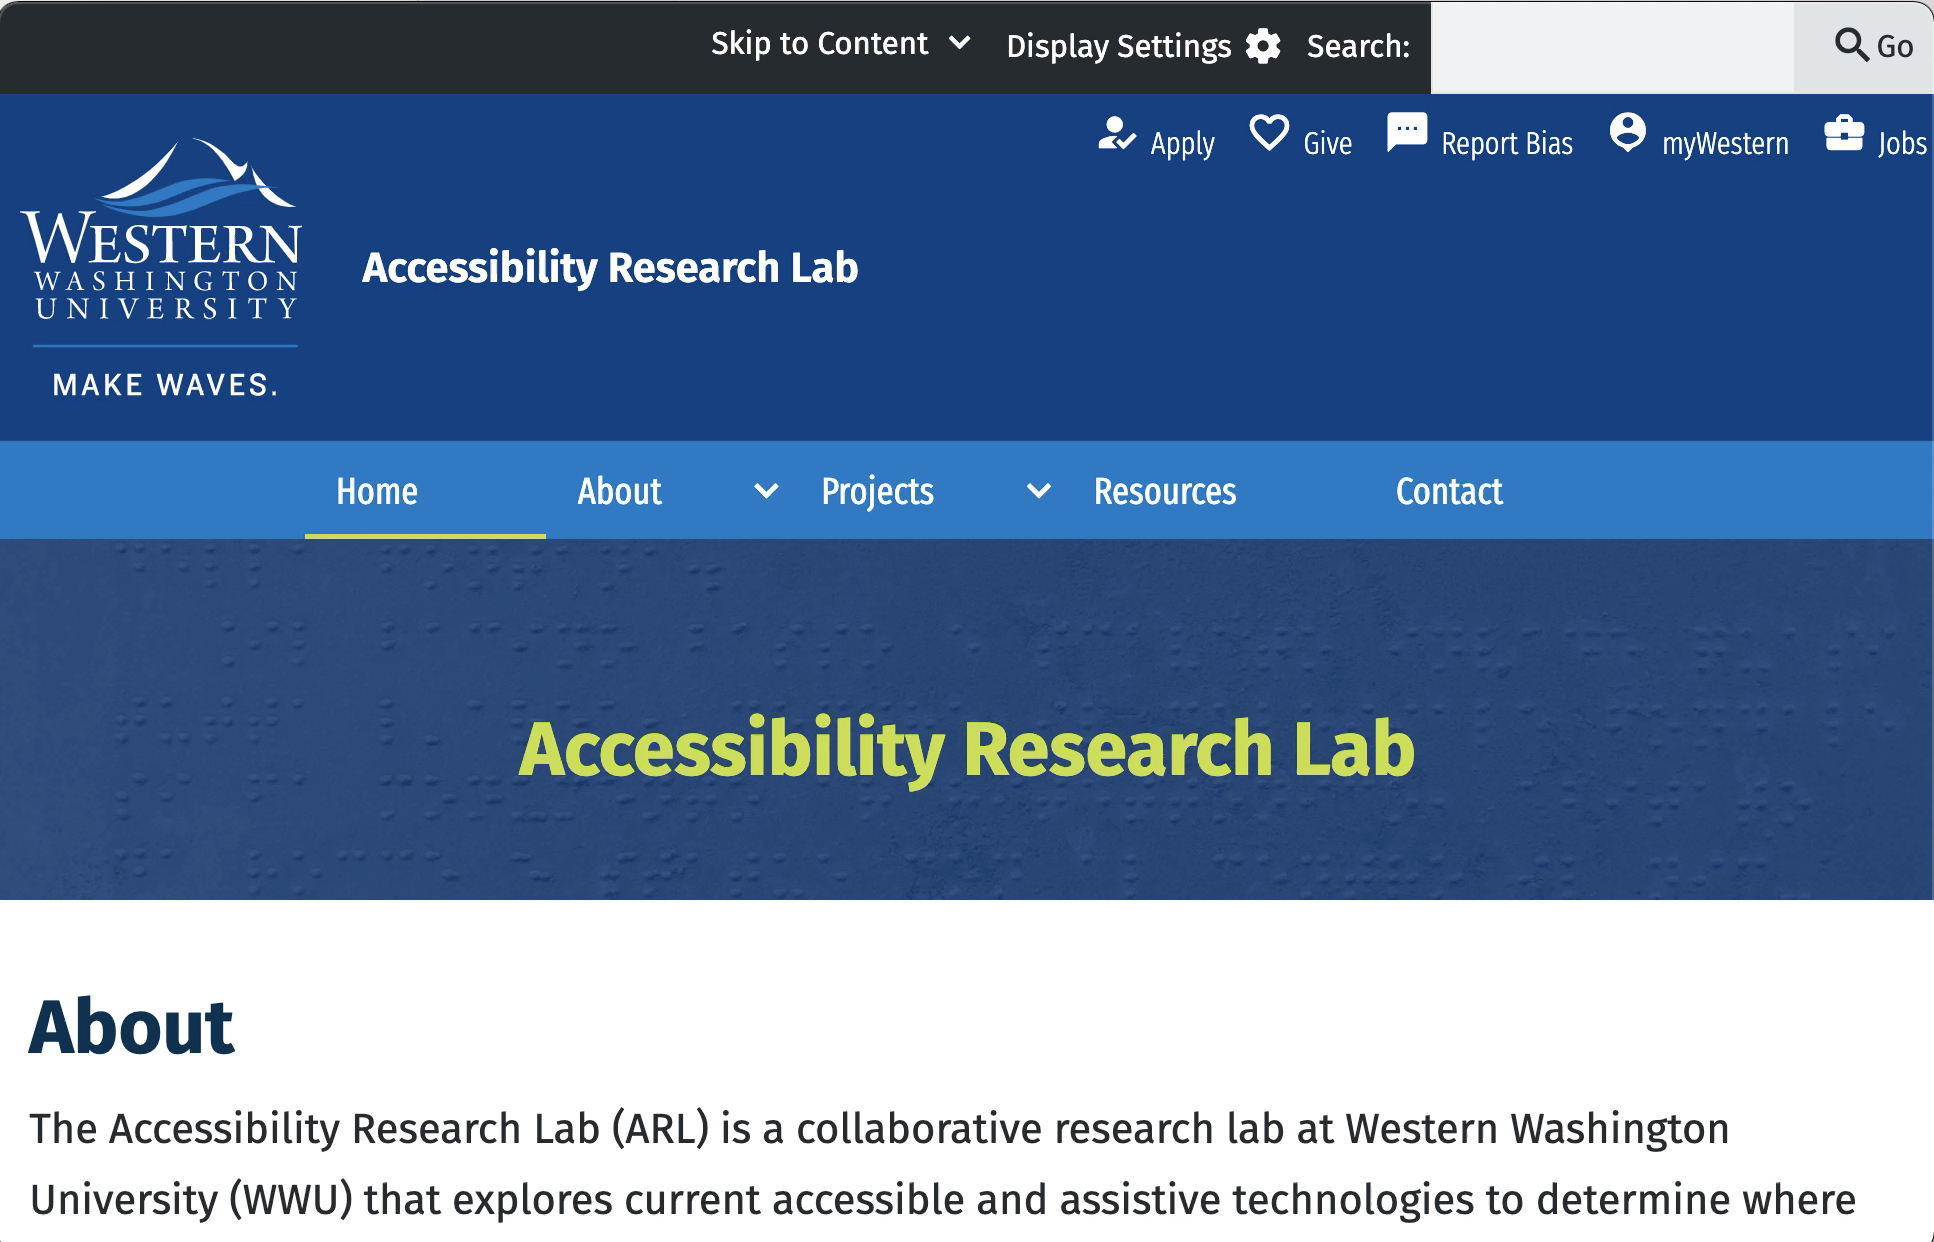 Skip to Content
Display Settings
Search:
Go
Apply
Give
Report Bias
myWestern
Jobs
WESTERN
WASHINGTON
UNIVERSITY
MAKE WAVES.
Accessibility Research Lab
Home
About
Projects
Resources
Contact
Accessibility Research Lab
About
The Accessibility Research Lab (ARL) is a collaborative research lab at Western Washington
University (WWU) that explores current accessible and assistive technologies to determine where